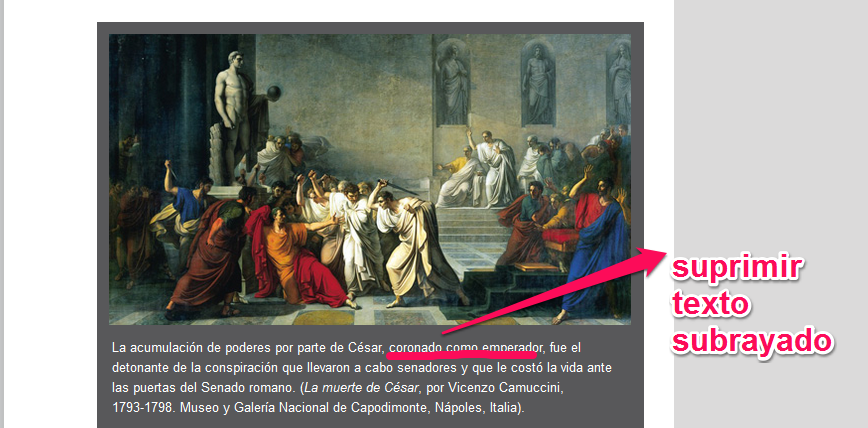 La acumulación de poderes por parte de César, coronado como emperador, fue el
detonante de la conspiración que llevaron a cabo senadores y que le costó la vida ante
las puertas del Senado romano. (La muerte de César, por Vicenzo Camuccini,
1793-1798. Museo y Galería Nacional de Capodimonte, Nápoles, Italia).
suprimir
texto
subrayado